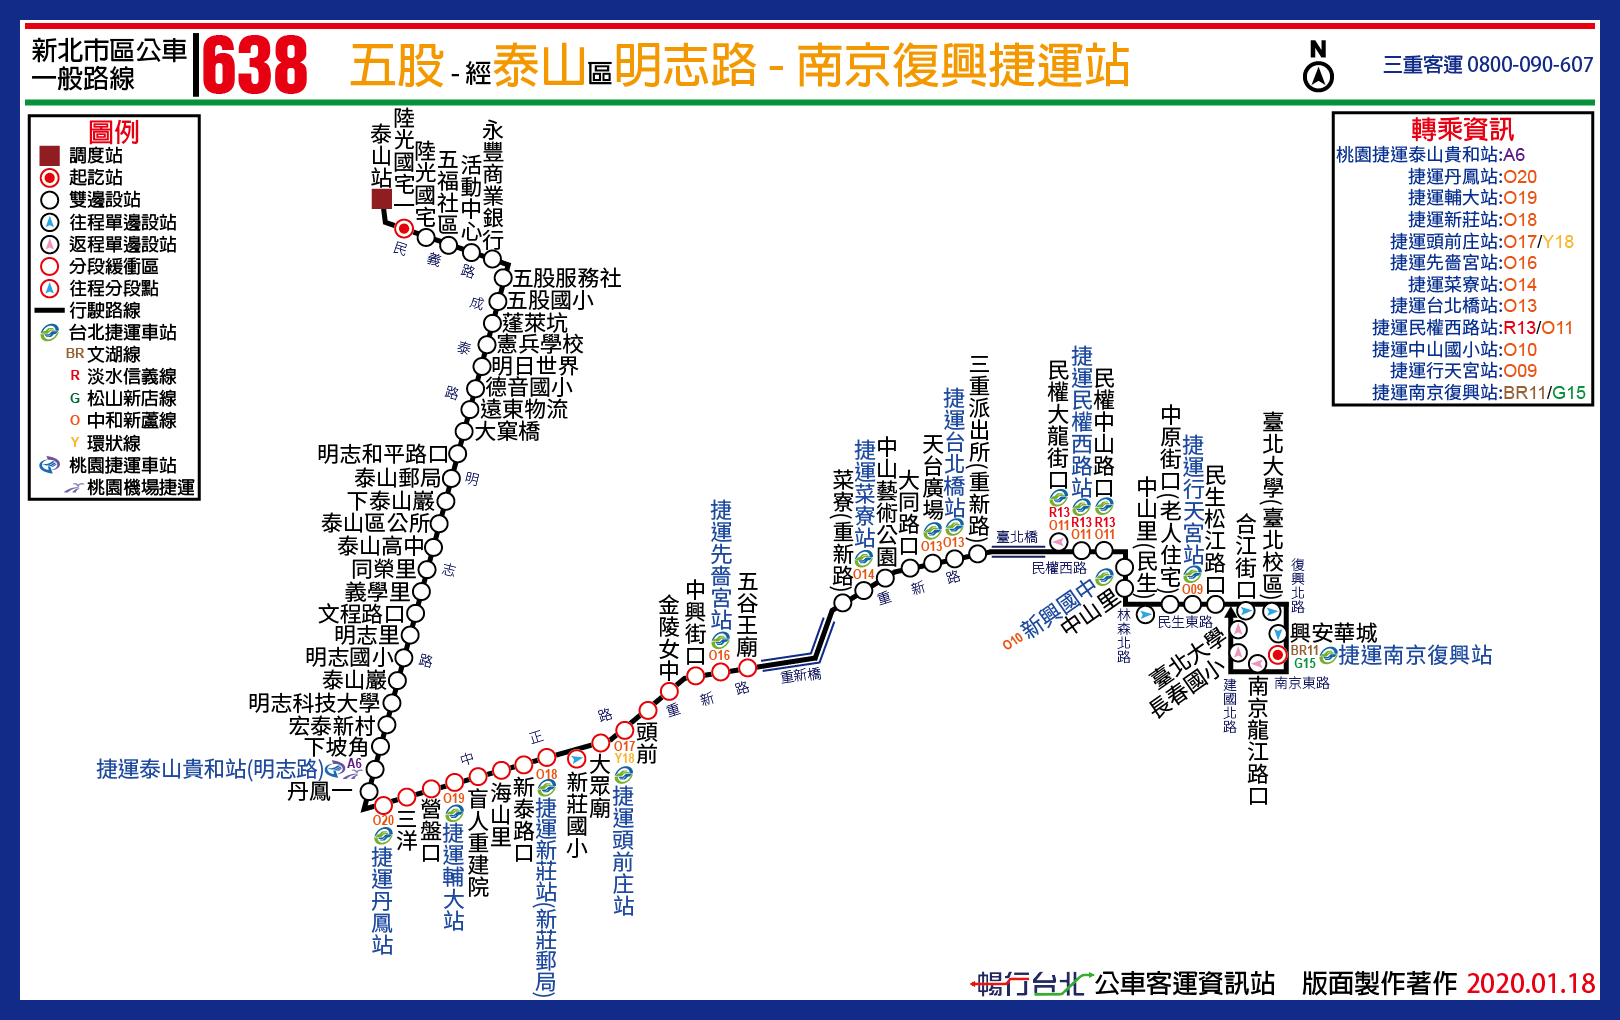 新北市區公車
一般路線
638
五股 - 經泰山區明志路 - 南京復興捷運站
N
三重客運 0800-090-607
圖例
調度站
起訖站
雙邊設站
往程單邊設站
返程單邊設站
分段緩衝區
往程分段點
行駛路線
台北捷運車站
BR 文湖線
R 淡水信義線
G 松山新店線
O 中和新蘆線
Y 環狀線
桃園捷運車站
桃園機場捷運
轉乘資訊
桃園捷運泰山貴和站:A6
捷運丹鳳站:O20
捷運輔大站:O19
捷運新莊站:O18
捷運頭前庄站:O17/Y18
捷運先嗇宮站:O16
捷運菜寮站:O14
捷運台北橋站:O13
捷運民權西路站:R13/O11
捷運中山國小站:O10
捷運行天宮站:O09
捷運南京復興站:BR11/G15
泰山站
陸光國宅一
陸光國宅
五福社區
活動中心
永豐商業銀行
民義路
五股服務社
五股國小
蓬萊坑
憲兵學校
明日世界
德音國小
遠東物流
大窠橋
成泰路
明志和平路口
泰山郵局
下泰山巖
泰山區公所
泰山高中
同榮里
義學里
文程路口
明志里
明志國小
泰山巖
明志科技大學
宏泰新村
下坡角
捷運泰山貴和站(明志路)
A6
丹鳳一
明志路
O20
捷運丹鳳站
三洋
營盤口
O19
捷運輔大站
盲人重建院
海山里
新泰路口
O18
捷運新莊站(新莊郵局)
新莊國小
大眾廟
O17
Y18
捷運頭前庄站
頭前
中正路
金陵女中
中興街口
捷運先嗇宮站
O16
五谷王廟
重新路
重新橋
菜寮(重新路)
捷運菜寮站
O14
中山藝術公園
大同路口
天台廣場
O13
捷運台北橋站
O13
三重派出所(重新路)
重新路
臺北橋
民權大龍街口
R13
O11
捷運民權西路站
R13
O11
民權中山路口
R13
O11
民權西路
O10 新興國中
中山里
林森北路
中山里(民生)
中原街口(老人住宅)
捷運行天宮站
O09
民生松江路口
民生東路
合江街口
臺北大學(臺北校區)
復興北路
興安華城
BR11
G15
捷運南京復興站
南京東路
南京龍江路口
建國北路
臺北大學
長春國小
暢行台北 公車客運資訊站 版面製作著作 2020.01.18